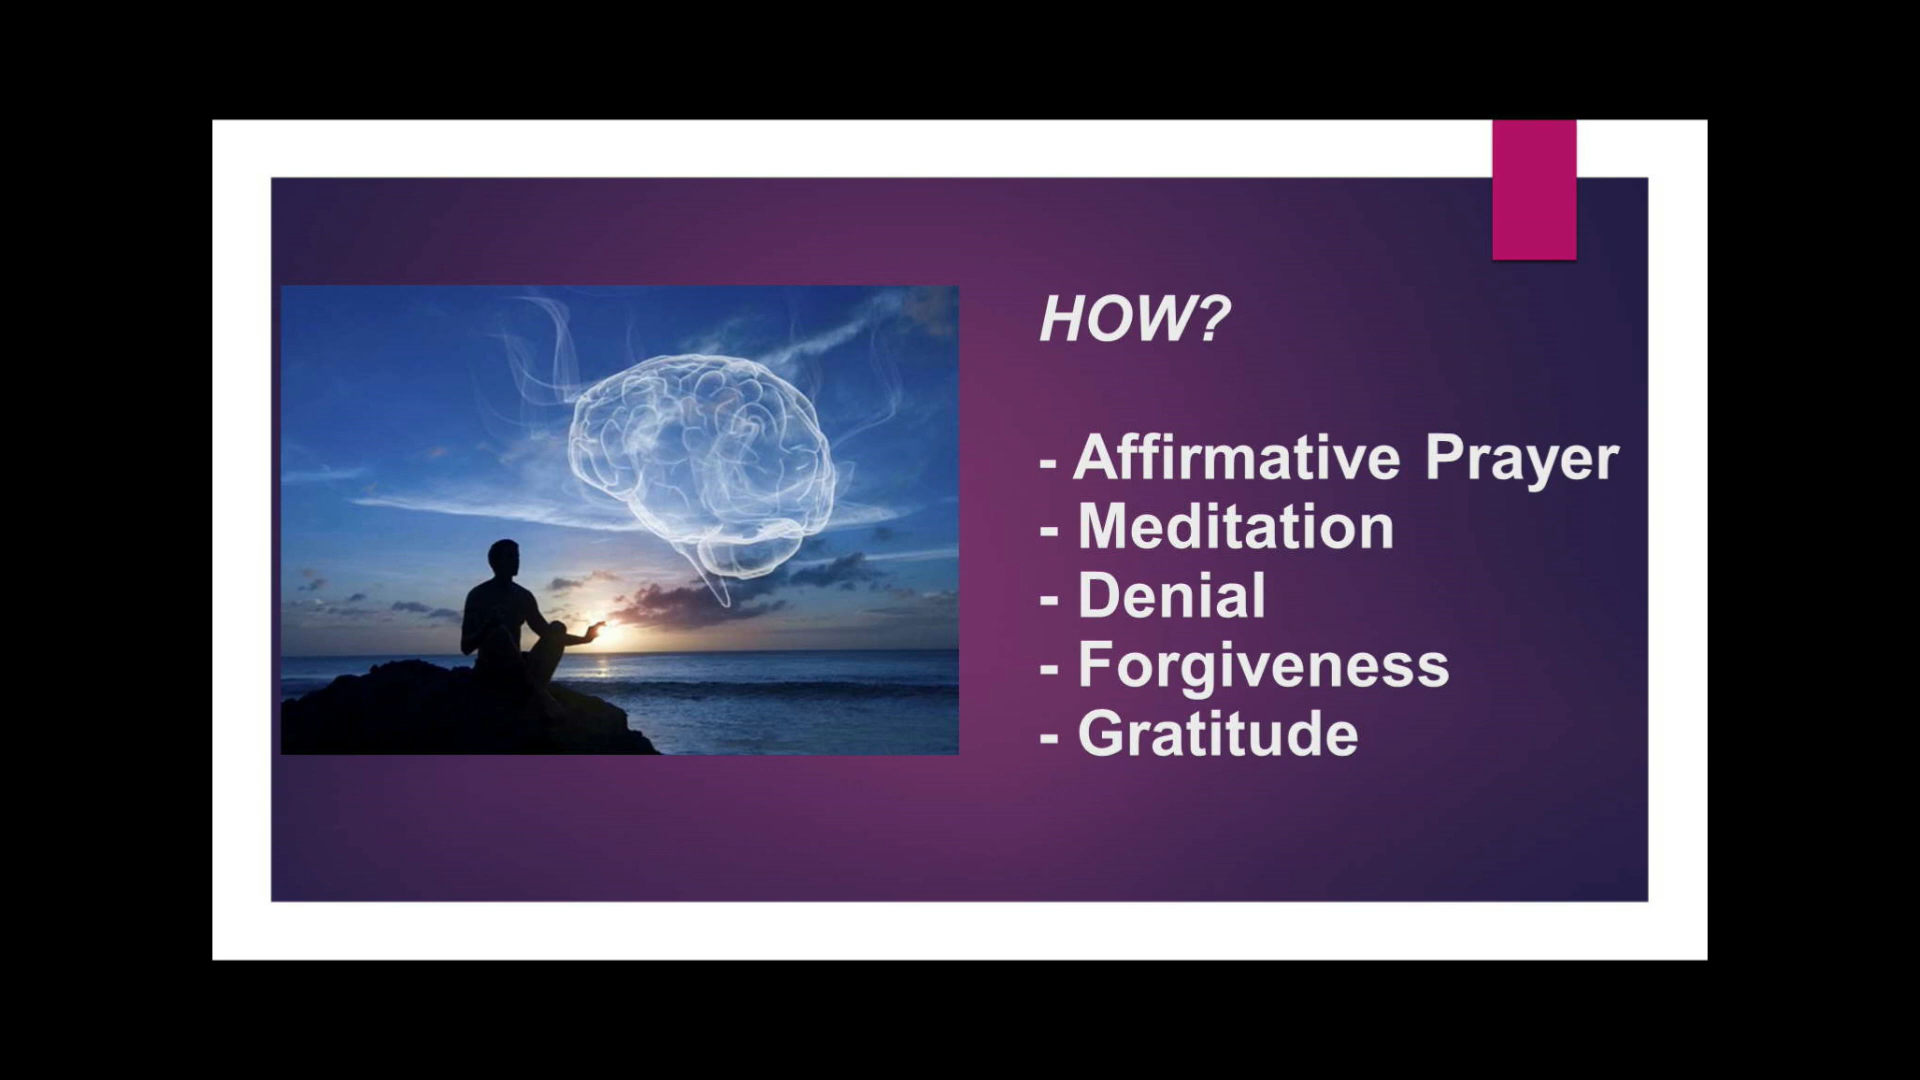 HOW?
- Affirmative Prayer
- Meditation
- Denial
- Forgiveness
- Gratitude